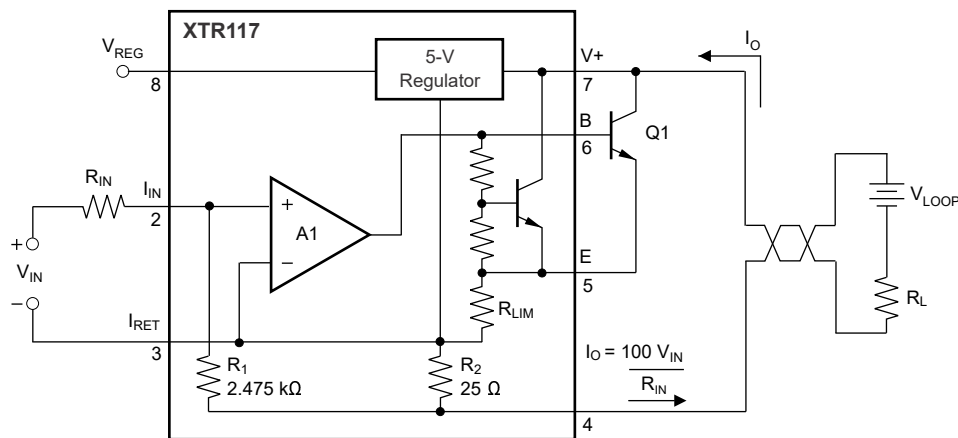 XTR117
V_REG
8
5-V
Regulator
V+
7
I_O
B
6
Q1
R_IN
I_IN
2
+
A1
−
E
5
R_LIM
+
V_IN
−
I_RET
3
V_LOOP
R_L
R_1
2.475 kΩ
R_2
25 Ω
I_O = 100 V_IN
R_IN
4